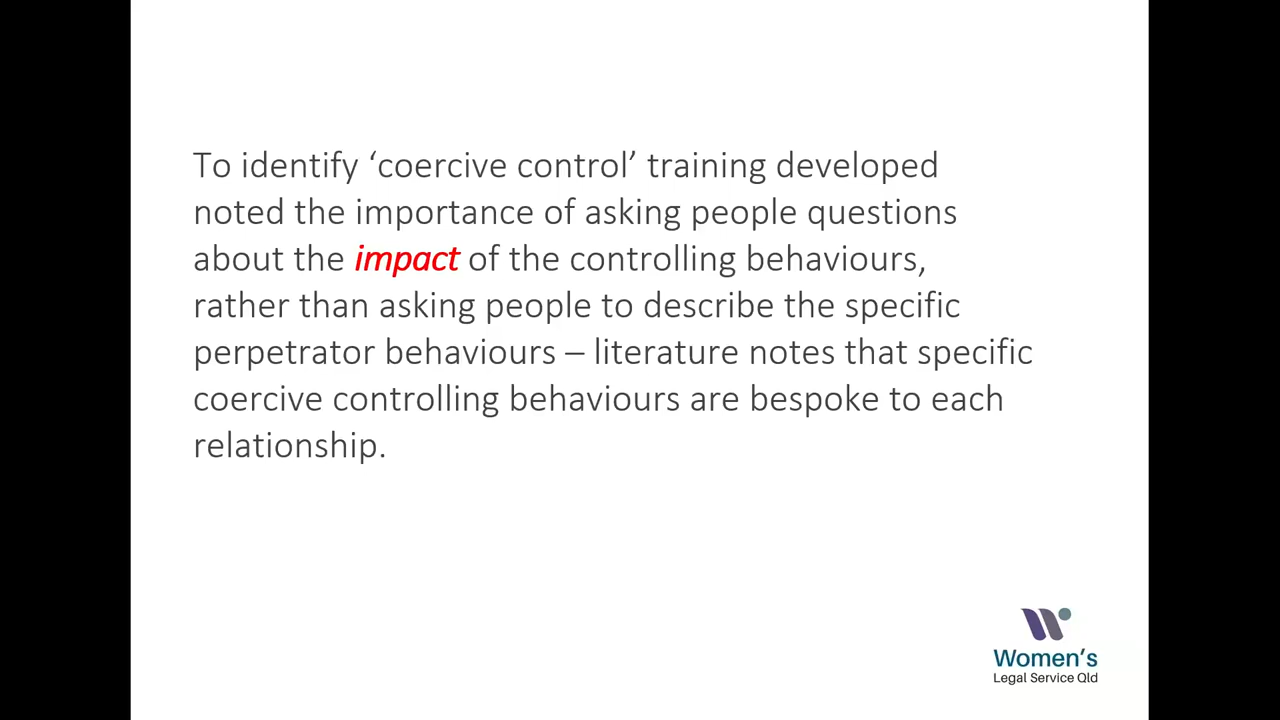 To identify ‘coercive control’ training developed
noted the importance of asking people questions
about the impact of the controlling behaviours,
rather than asking people to describe the specific
perpetrator behaviours – literature notes that specific
coercive controlling behaviours are bespoke to each
relationship.
Women's
Legal Service Qld